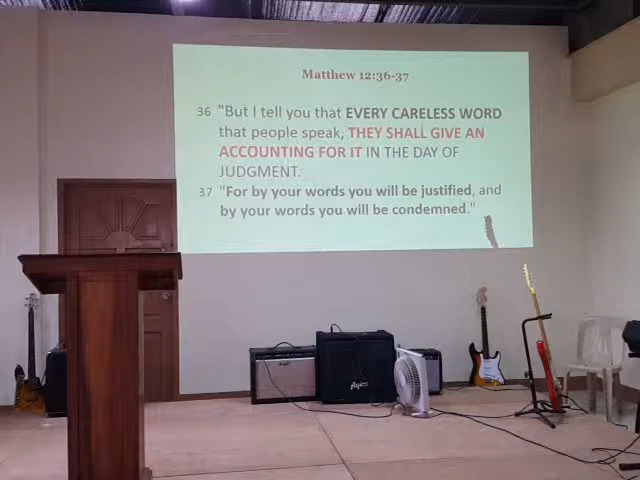 Matthew 12:36-37
36 "But I tell you that EVERY CARELESS WORD
that people speak, THEY SHALL GIVE AN
ACCOUNTING FOR IT IN THE DAY OF
JUDGMENT.
37 "For by your words you will be justified, and
by your words you will be condemned."